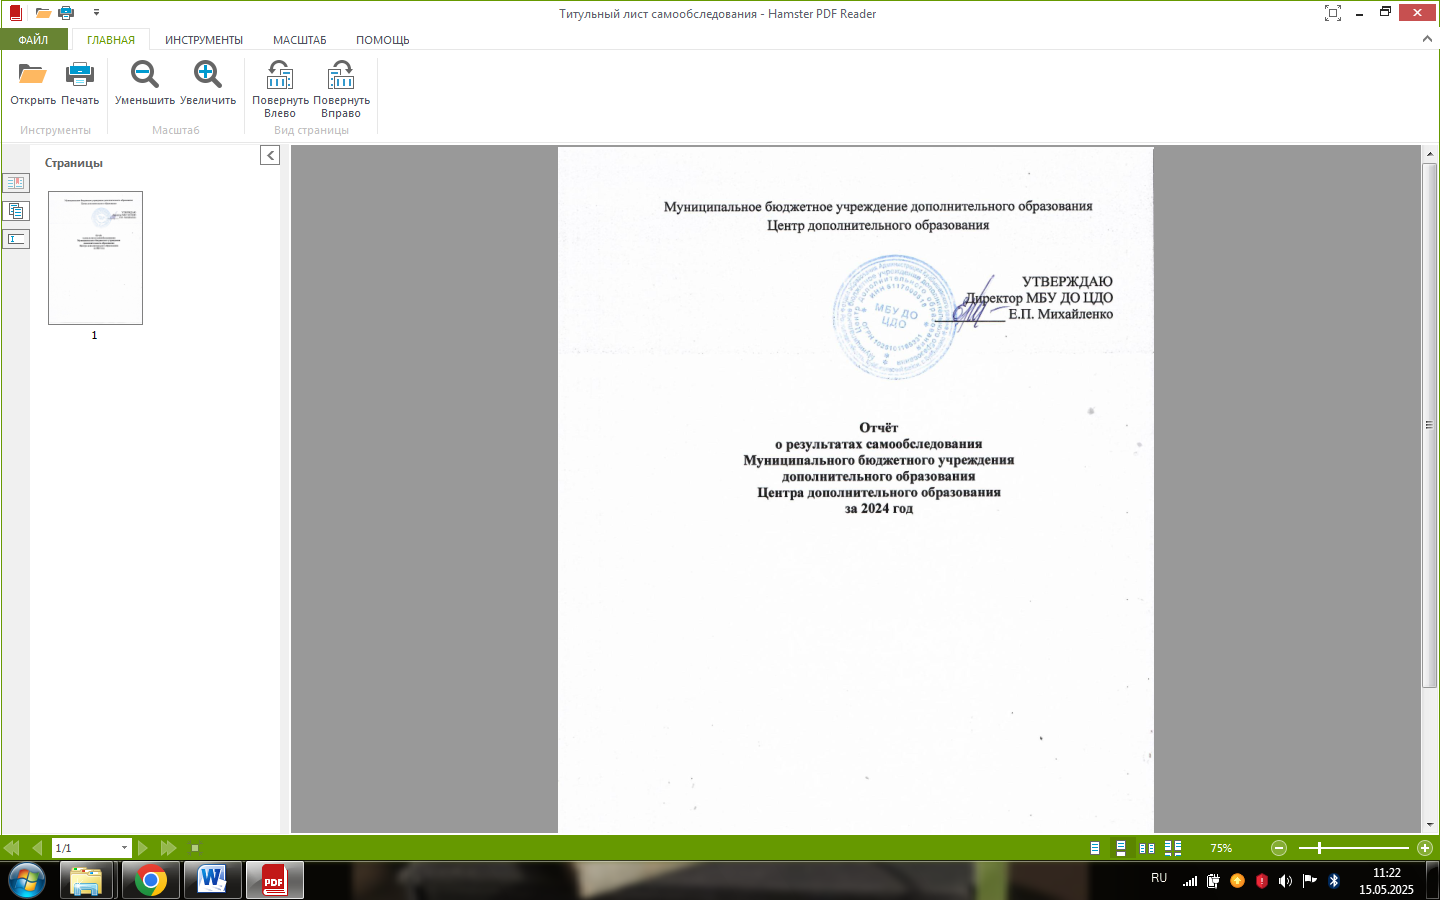 Титульный лист самообследования - Hamster PDF Reader
ФАЙЛ
ГЛАВНАЯ
ИНСТРУМЕНТЫ
МАСШТАБ
ПОМОЩЬ
Открыть
Печать
Уменьшить
Увеличить
Повернуть Влево
Повернуть Вправо
Инструменты
Масштаб
Вид страницы
Страницы
1
Муниципальное бюджетное учреждение дополнительного образования
Центр дополнительного образования
УТВЕРЖДАЮ
Директор МБУ ДО ЦДО
Е.П. Михайленко
МБУ ДО
ЦДО
Отчёт
о результатах самообследования
Муниципального бюджетного учреждения
дополнительного образования
Центра дополнительного образования
за 2024 год
1/1
75%
RU
11:22
15.05.2025